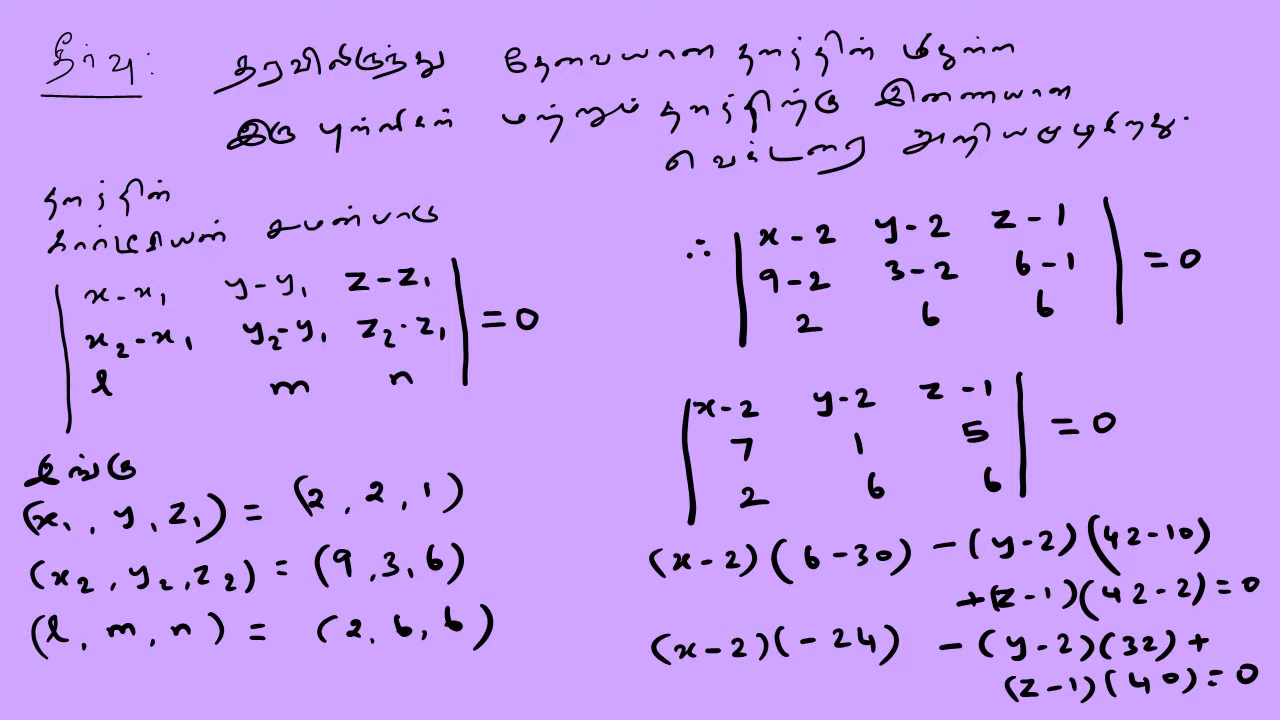 தீர்வு:
தரவிலிருந்து தேவையான தளத்தின் மீதுள்ள
இரு புள்ளிகள் மற்றும் தளத்திற்கு இணையான
வெக்டரை அறியமுடிகிறது.
தளத்தின்
கார்டீசியன் சமன்பாடு
| x - x₁ y - y₁ z - z₁ |
| x₂ - x₁ y₂ - y₁ z₂ - z₁ | = 0
| l m n |
இங்கு
(x₁, y₁, z₁) = (2, 2, 1)
(x₂, y₂, z₂) = (9, 3, 6)
(l, m, n) = (2, 6, 6)
∴ | x - 2 y - 2 z - 1 |
| 9 - 2 3 - 2 6 - 1 | = 0
| 2 6 6 |
| x - 2 y - 2 z - 1 |
| 7 1 5 | = 0
| 2 6 6 |
(x - 2)(6 - 30) - (y - 2)(42 - 10)
+(z - 1)(42 - 2) = 0
(x - 2)(-24) - (y - 2)(32) +
(z - 1)(40) = 0